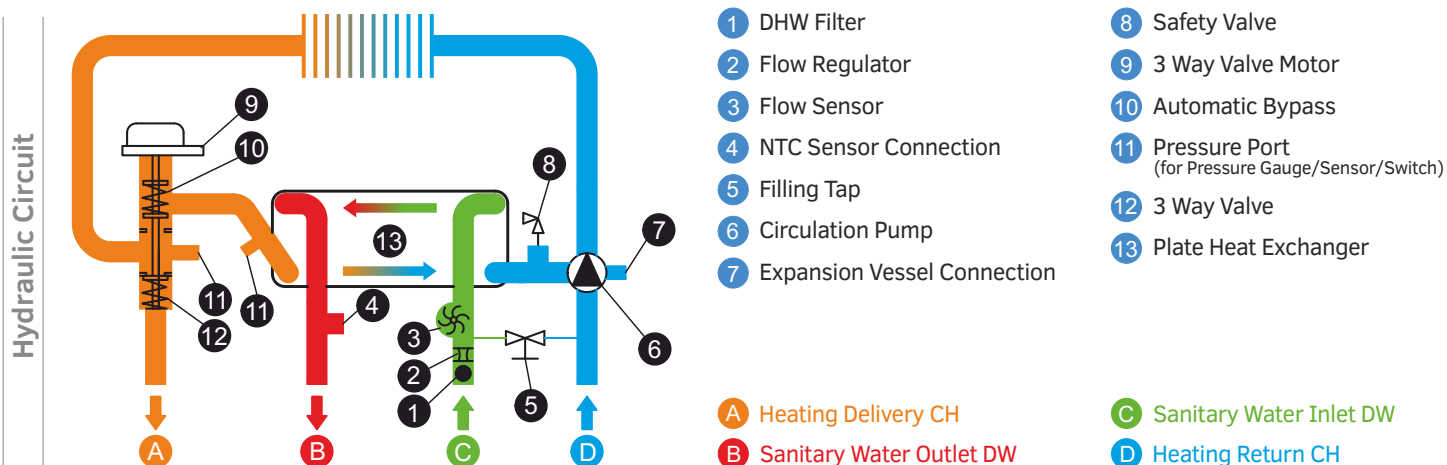 Hydraulic Circuit
9
10
8
7
13
11
11
4
12
3
6
2
5
1
A
B
C
D
1 DHW Filter
2 Flow Regulator
3 Flow Sensor
4 NTC Sensor Connection
5 Filling Tap
6 Circulation Pump
7 Expansion Vessel Connection
8 Safety Valve
9 3 Way Valve Motor
10 Automatic Bypass
11 Pressure Port
(for Pressure Gauge/Sensor/Switch)
12 3 Way Valve
13 Plate Heat Exchanger
A Heating Delivery CH
B Sanitary Water Outlet DW
C Sanitary Water Inlet DW
D Heating Return CH